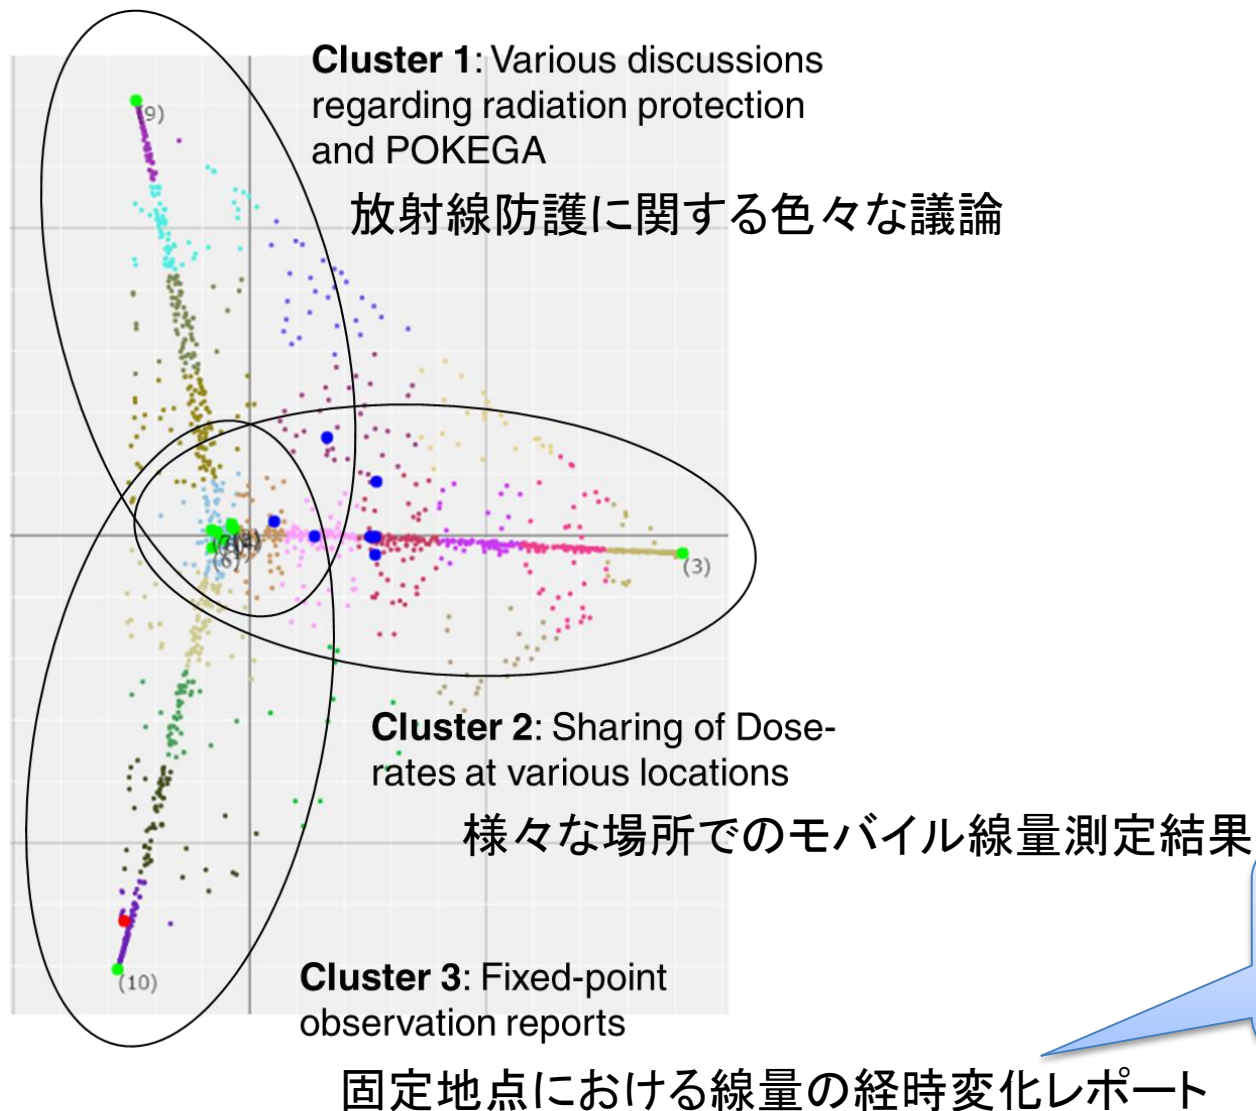 Cluster 1: Various discussions
regarding radiation protection
and POKEGA
放射線防護に関する色々な議論
(9)
(6)
(3)
Cluster 2: Sharing of Dose-
rates at various locations
様々な場所でのモバイル線量測定結果
(10)
Cluster 3: Fixed-point
observation reports
固定地点における線量の経時変化レポート